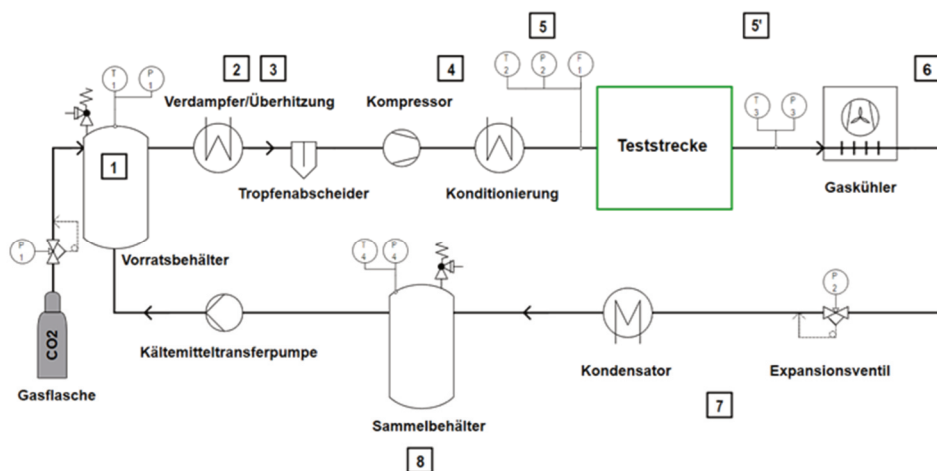 5
5'
T
1
P
1
2
3
4
T
2
P
2
F
1
6
Verdampfer/Überhitzung
Kompressor
T
3
P
3
1
Teststrecke
Tropfenabscheider
Konditionierung
Gaskühler
P
1
Vorratsbehälter
T
4
P
4
P
2
CO2
Kältemitteltransferpumpe
Kondensator
Expansionsventil
Gasflasche
7
Sammelbehälter
8